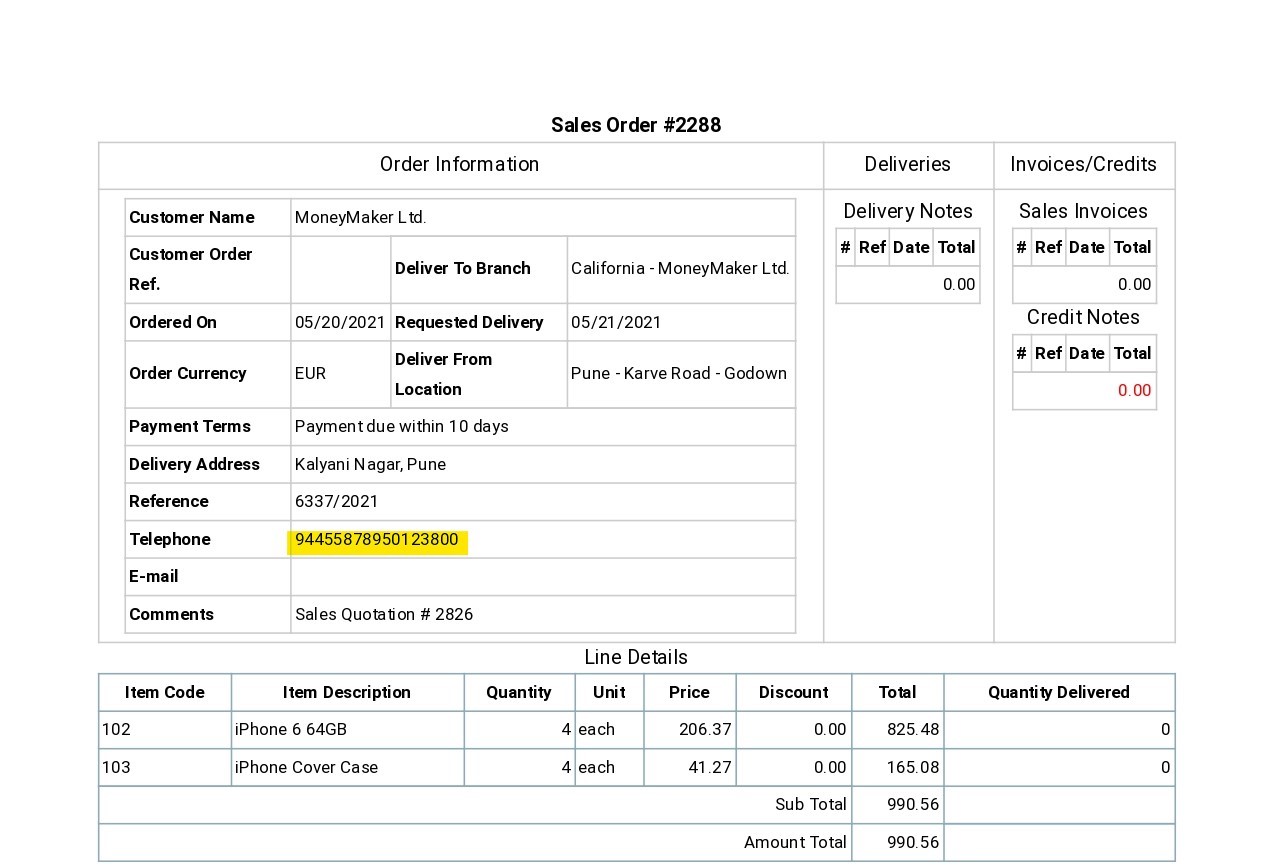 Sales Order #2288
Order Information Deliveries Invoices/Credits
Customer Name MoneyMaker Ltd.
Customer Order Ref. Deliver To Branch California - MoneyMaker Ltd.
Ordered On 05/20/2021 Requested Delivery 05/21/2021
Order Currency EUR Deliver From Location Pune - Karve Road - Godown
Payment Terms Payment due within 10 days
Delivery Address Kalyani Nagar, Pune
Reference 6337/2021
Telephone 94455878950123800
E-mail
Comments Sales Quotation # 2826
Delivery Notes
# Ref Date Total
0.00
Sales Invoices
# Ref Date Total
0.00
Credit Notes
# Ref Date Total
0.00
Line Details
Item Code Item Description Quantity Unit Price Discount Total Quantity Delivered
102 iPhone 6 64GB 4 each 206.37 0.00 825.48 0
103 iPhone Cover Case 4 each 41.27 0.00 165.08 0
Sub Total 990.56
Amount Total 990.56